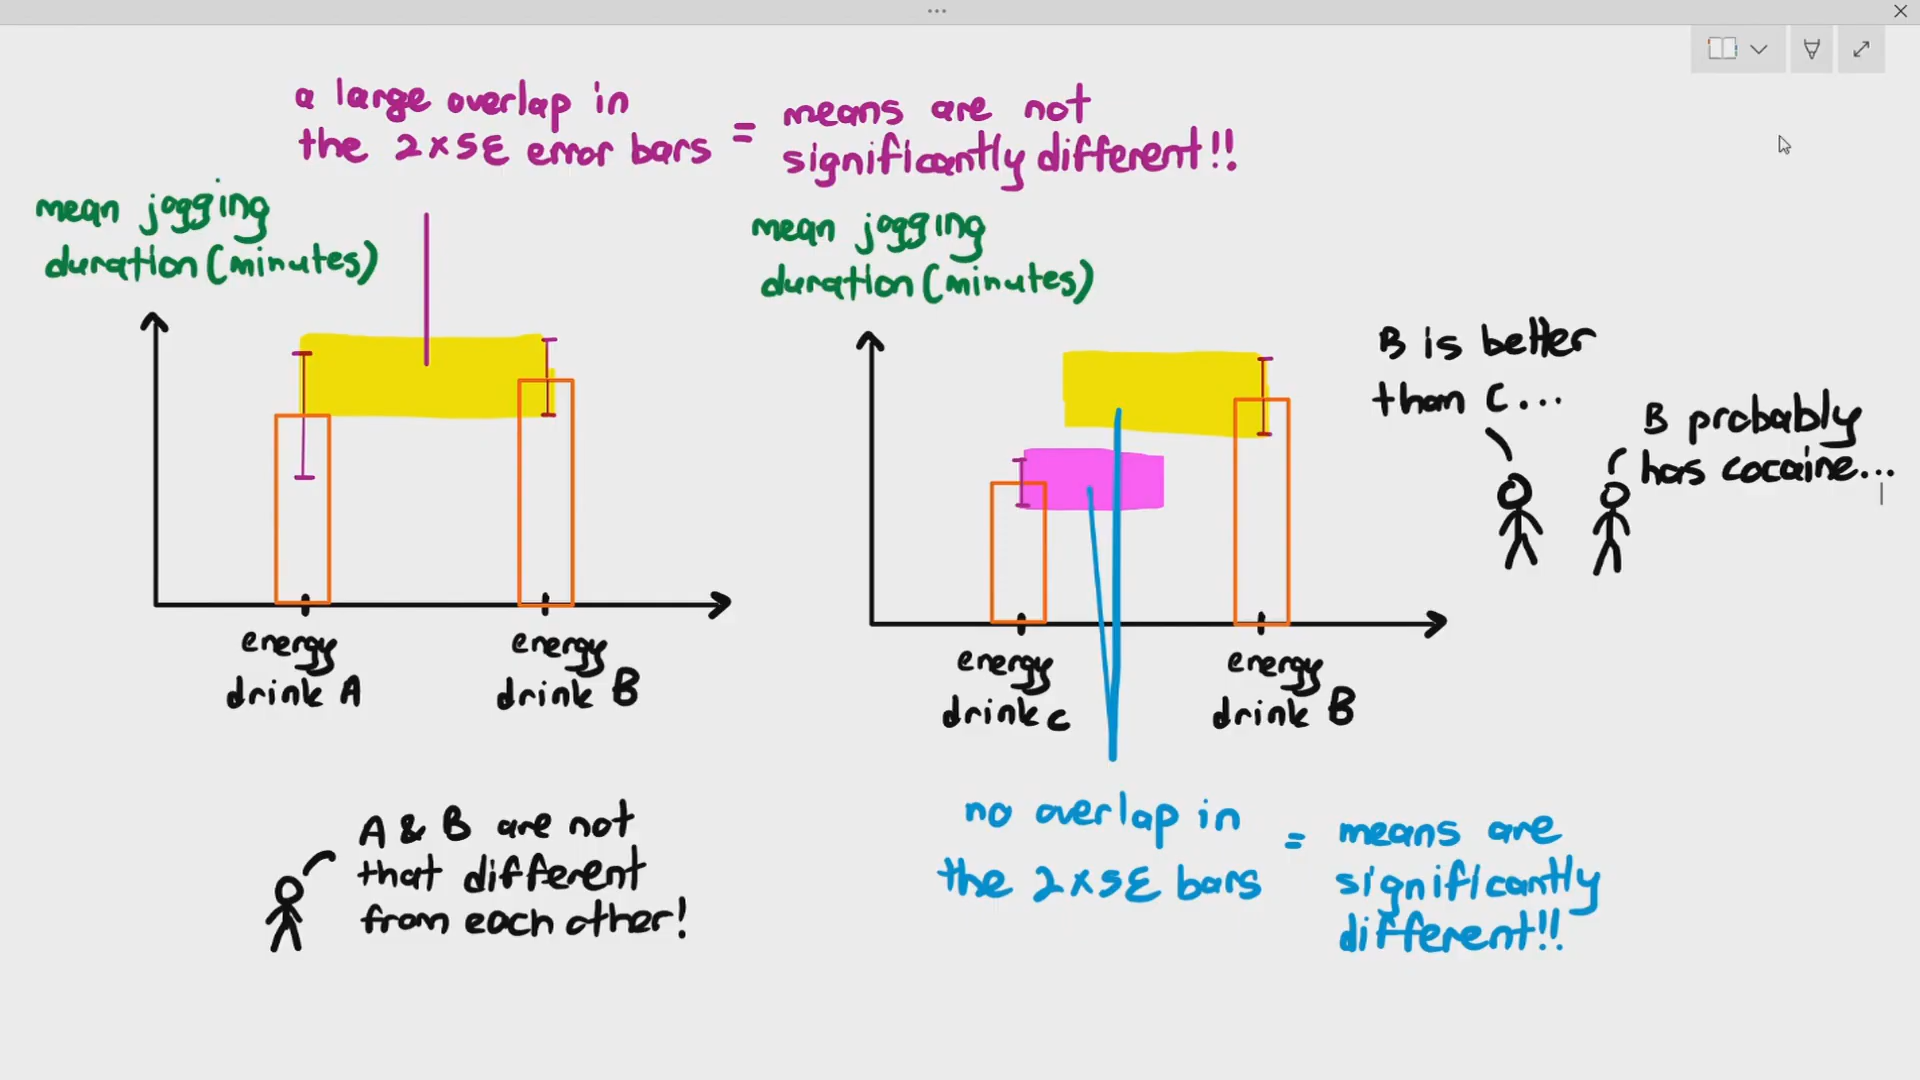 a large overlap in
the 2×SE error bars = means are not
significantly different!!
mean jogging
duration (minutes)
mean jogging
duration (minutes)
B is better
than C...
B probably
has cocaine...
energy
drink A
energy
drink B
energy
drink C
energy
drink B
A & B are not
that different
from each other!
no overlap in
the 2×SE bars
= means are
significantly
different!!